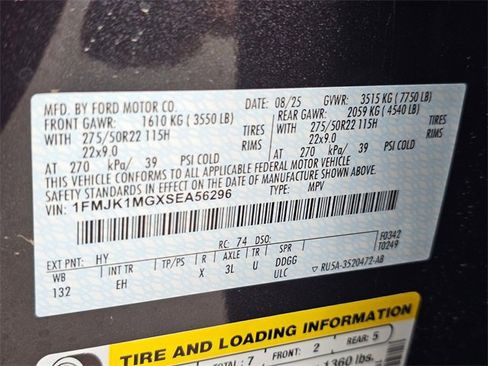 MFD. BY FORD MOTOR CO. 08/25 GVWR: 3515 KG ( 7750 LB)
FRONT GAWR: 1610 KG ( 3550 LB) REAR GAWR: 2059 KG ( 4540 LB)
WITH 275/50R22 115H TIRES WITH 275/50R22 115H TIRES
22x9.0 RIMS 22x9.0 RIMS
AT 270 kPa/ 39 PSI COLD AT 270 kPa/ 39 PSI COLD
THIS VEHICLE CONFORMS TO ALL APPLICABLE FEDERAL MOTOR VEHICLE
SAFETY STANDARDS IN EFFECT ON THE DATE OF MANUFACTURE SHOWN ABOVE.
VIN: 1FMJK1MGXSEA56296 TYPE: MPV
F0342
T0249
EXT PNT: HY RC: 74 DSO:
WB INT TR TP/PS R AXLE TR SPR
132 EH X 3L U DDGG
ULC RU5A-3520472-AB
TIRE AND LOADING INFORMATION
TOTAL: 7 FRONT: 2 REAR: 5
1360 lbs.